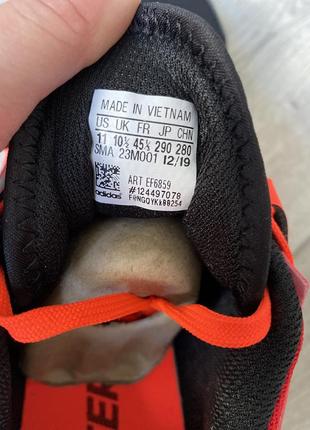 MADE IN VIETNAM
US UK FR JP CHN
11 10½ 45⅓ 290 280
SMA 23M001 12/19
ART EF6859
#124497078
adidas
TER